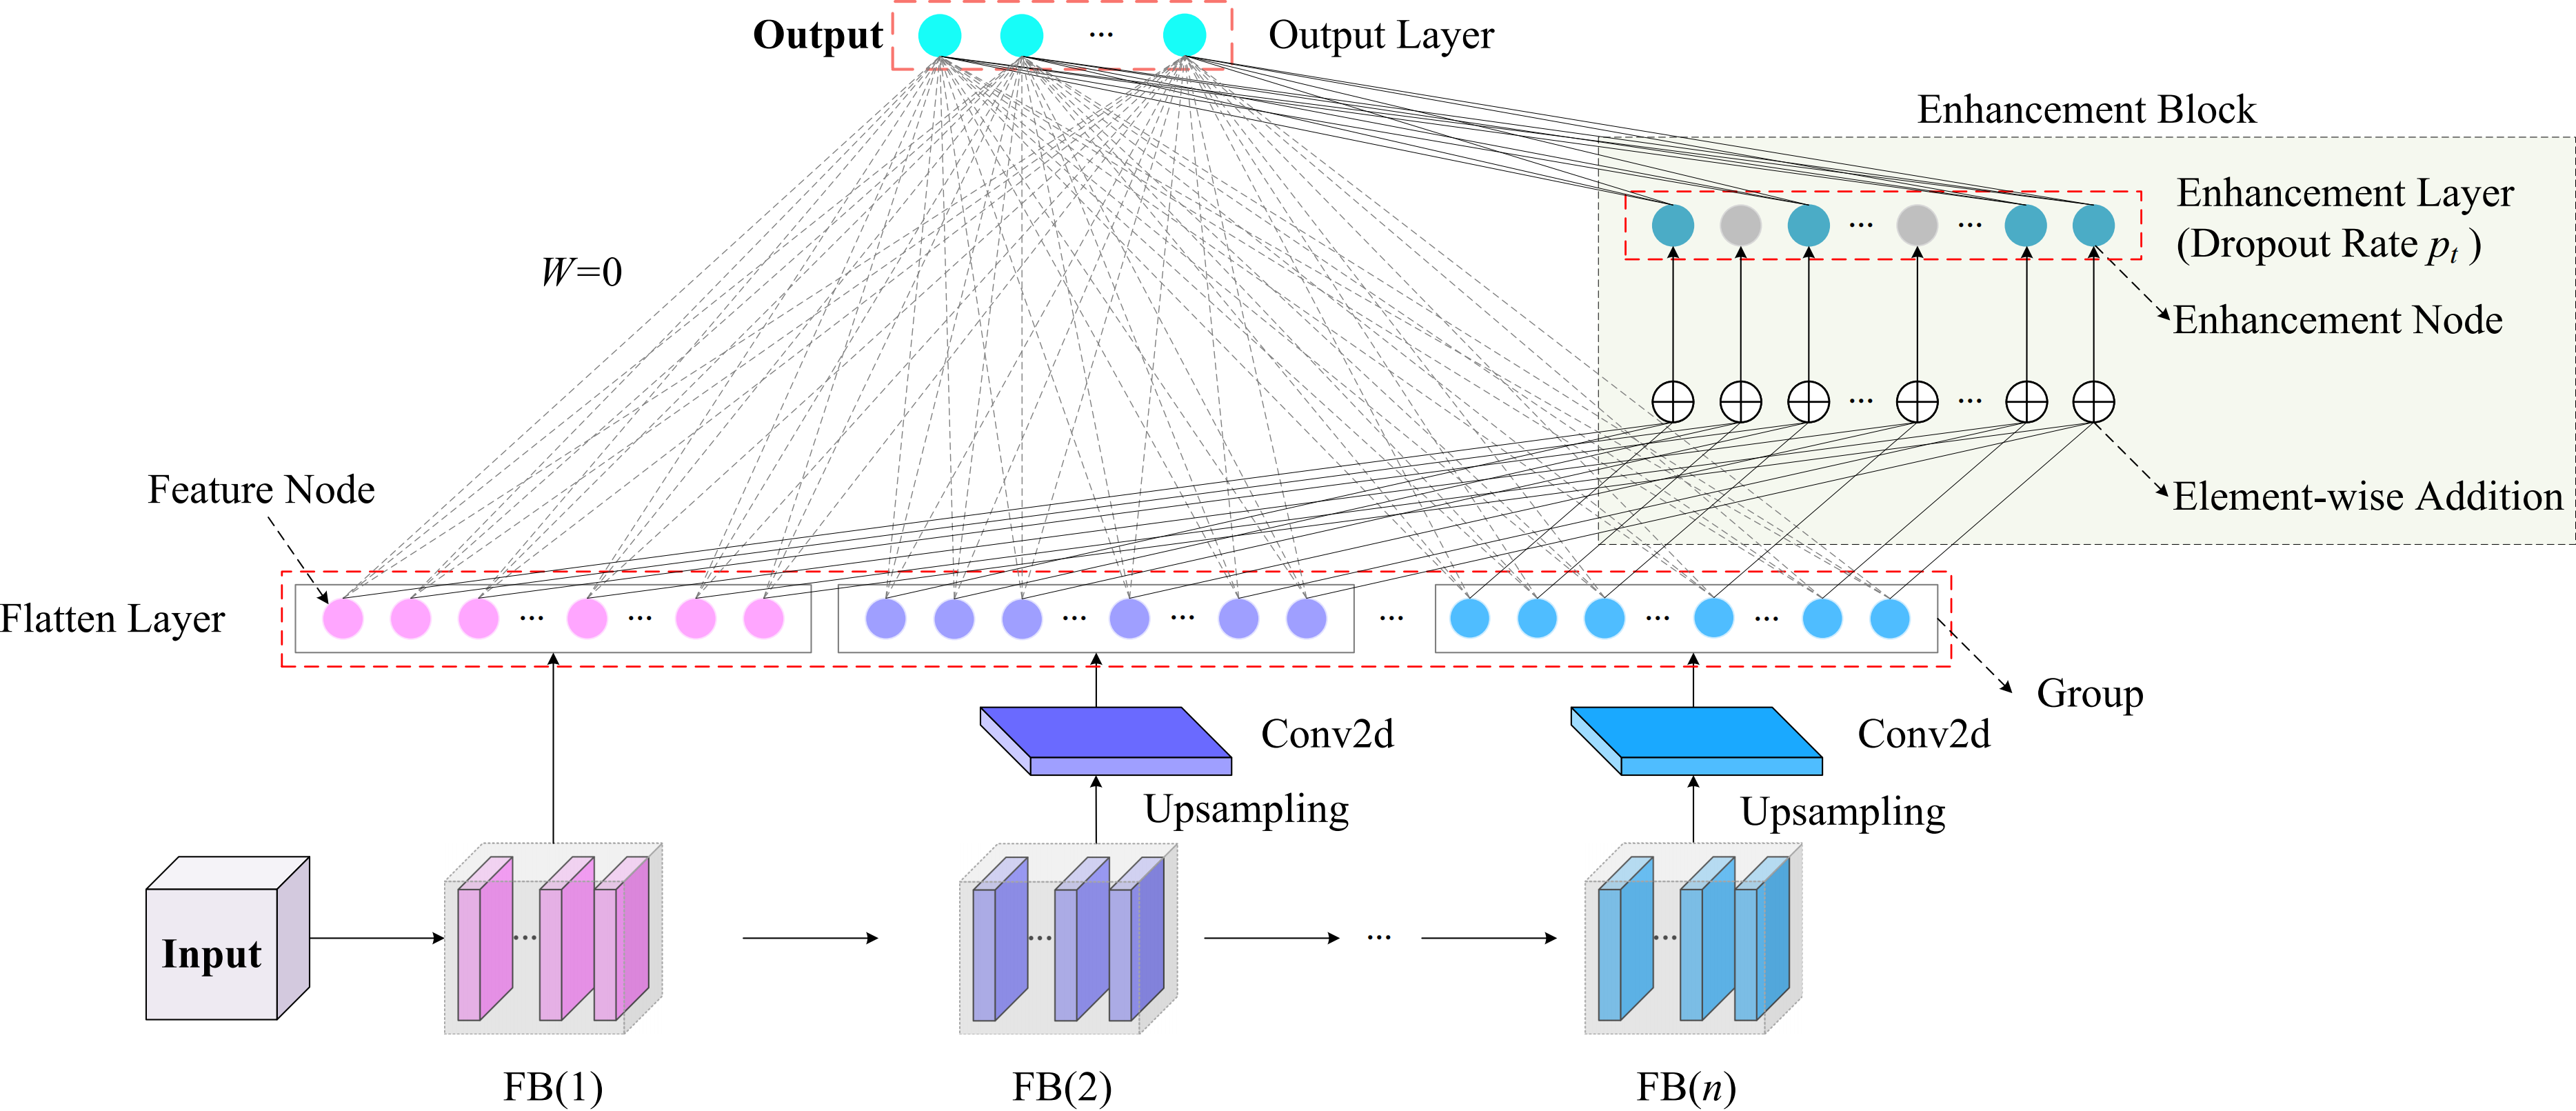 Output
...
Output Layer
Enhancement Block
Enhancement Layer
(Dropout Rate pt )
... ...
W=0
Enhancement Node
... ...
Feature Node
Element-wise Addition
Flatten Layer
... ... ... ... ... ... ...
Group
Conv2d
Conv2d
Upsampling
Upsampling
Input
... ... ... ...
FB(1)
FB(2)
FB(n)